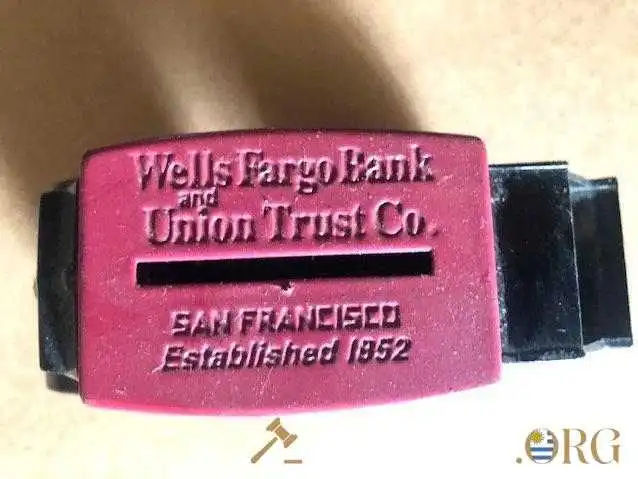 Wells Fargo Bank
and
Union Trust Co.
SAN FRANCISCO
Established 1852
.ORG